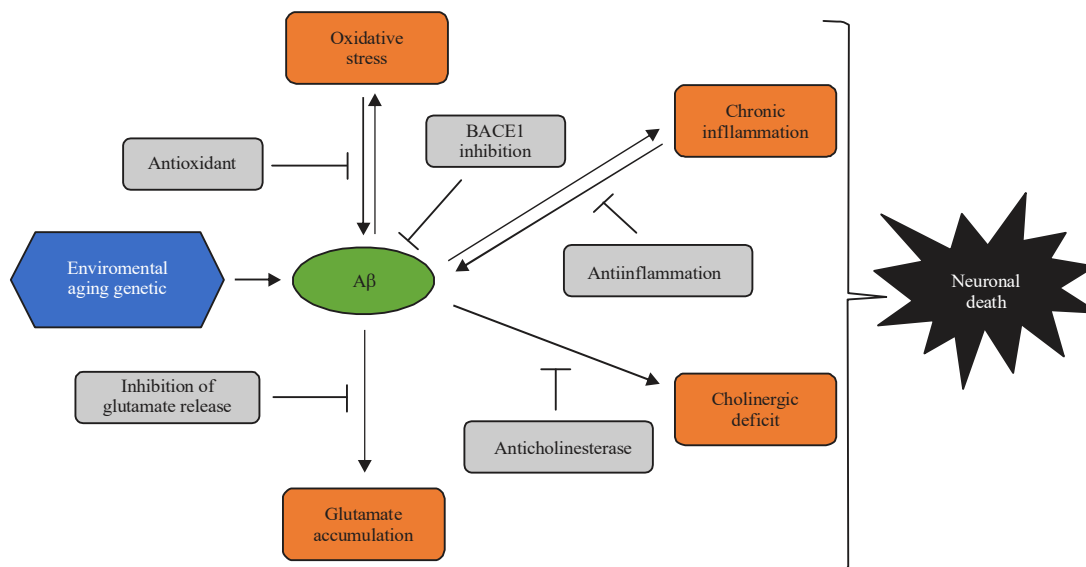 Oxidative
stress
Chronic
infllammation
BACE1
inhibition
Antioxidant
Antiinflammation
Enviromental
aging genetic
Aβ
Neuronal
death
Inhibition of
glutamate release
Cholinergic
deficit
Anticholinesterase
Glutamate
accumulation